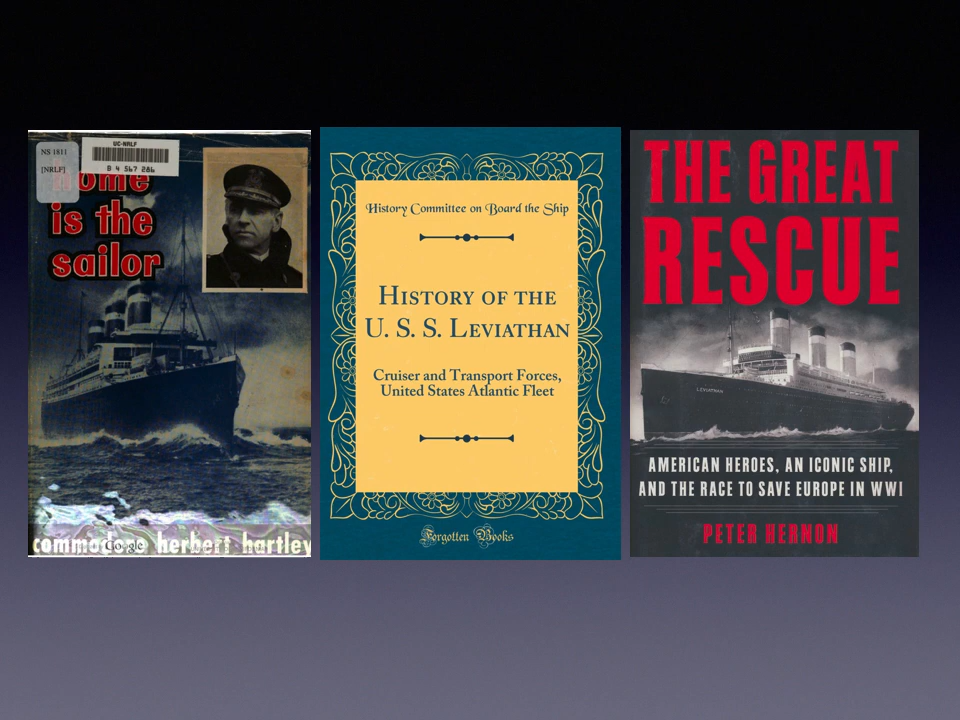 NS 1811
[NRLF]
UC-NRLF
B 4 567 286
home
is the
sailor
Google
commodore herbert hartley
History Committee on Board the Ship
HISTORY OF THE
U. S. S. LEVIATHAN
Cruiser and Transport Forces,
United States Atlantic Fleet
Forgotten Books
THE GREAT
RESCUE
LEVIATHAN
AMERICAN HEROES, AN ICONIC SHIP,
AND THE RACE TO SAVE EUROPE IN WWI
PETER HERNON